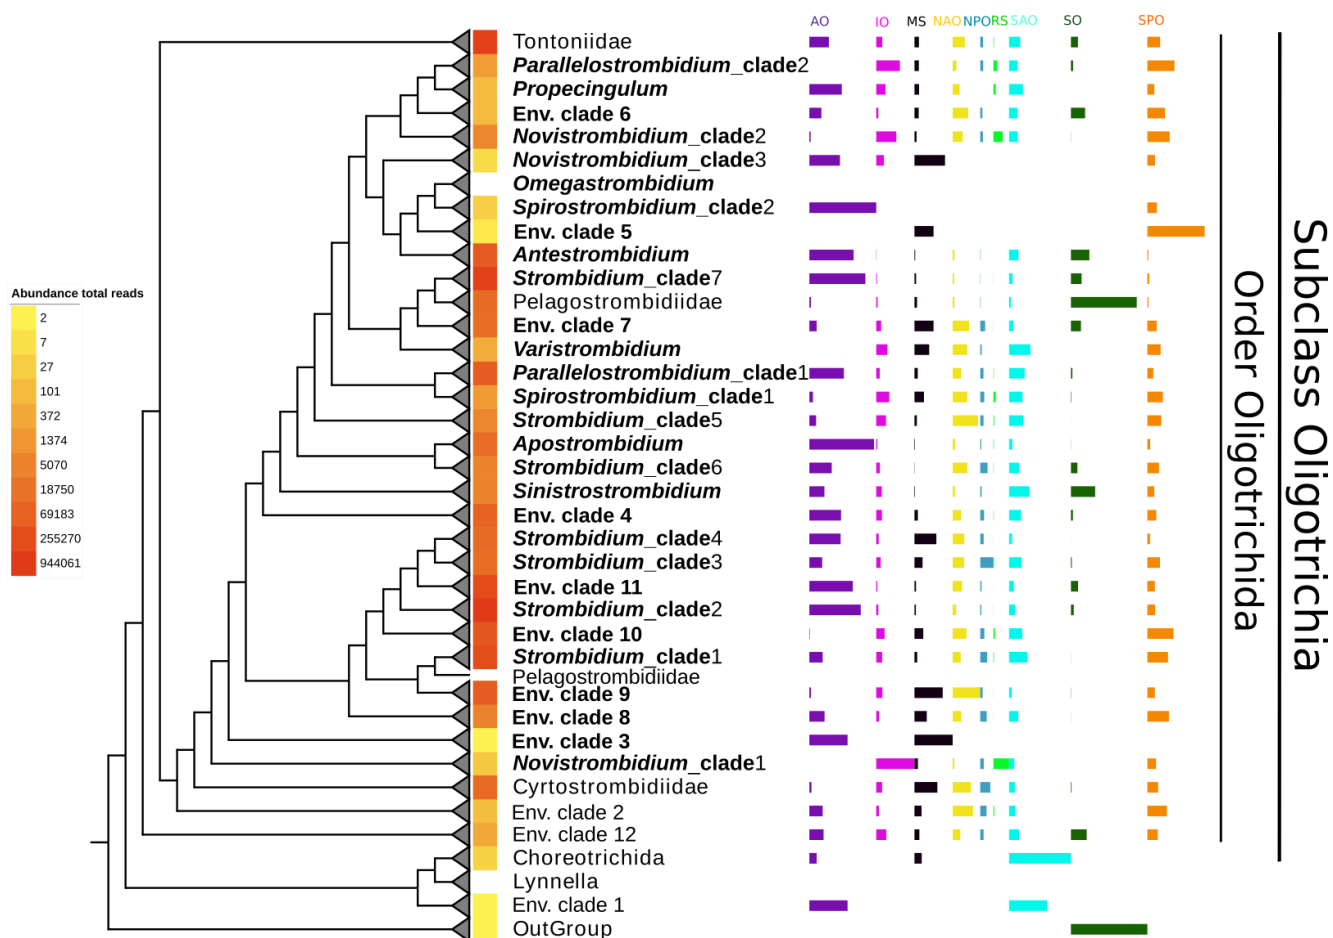 AO IO MS NAO NPO RS SAO SO SPO
Tontoniidae
Parallelostrombidium_clade2
Propecingulum
Env. clade 6
Novistrombidium_clade2
Novistrombidium_clade3
Omegastrombidium
Spirostrombidium_clade2
Env. clade 5
Antestrombidium
Strombidium_clade7
Pelagostrombidiidae
Env. clade 7
Varistrombidium
Parallelostrombidium_clade1
Spirostrombidium_clade1
Strombidium_clade5
Apostrombidium
Strombidium_clade6
Sinistrostrombidium
Env. clade 4
Strombidium_clade4
Strombidium_clade3
Env. clade 11
Strombidium_clade2
Env. clade 10
Strombidium_clade1
Pelagostrombidiidae
Env. clade 9
Env. clade 8
Env. clade 3
Novistrombidium_clade1
Cyrtostrombidiidae
Env. clade 2
Env. clade 12
Choreotrichida
Lynnella
Env. clade 1
OutGroup
Abundance total reads
2
7
27
101
372
1374
5070
18750
69183
255270
944061
Order Oligotrichida
Subclass Oligotrichia